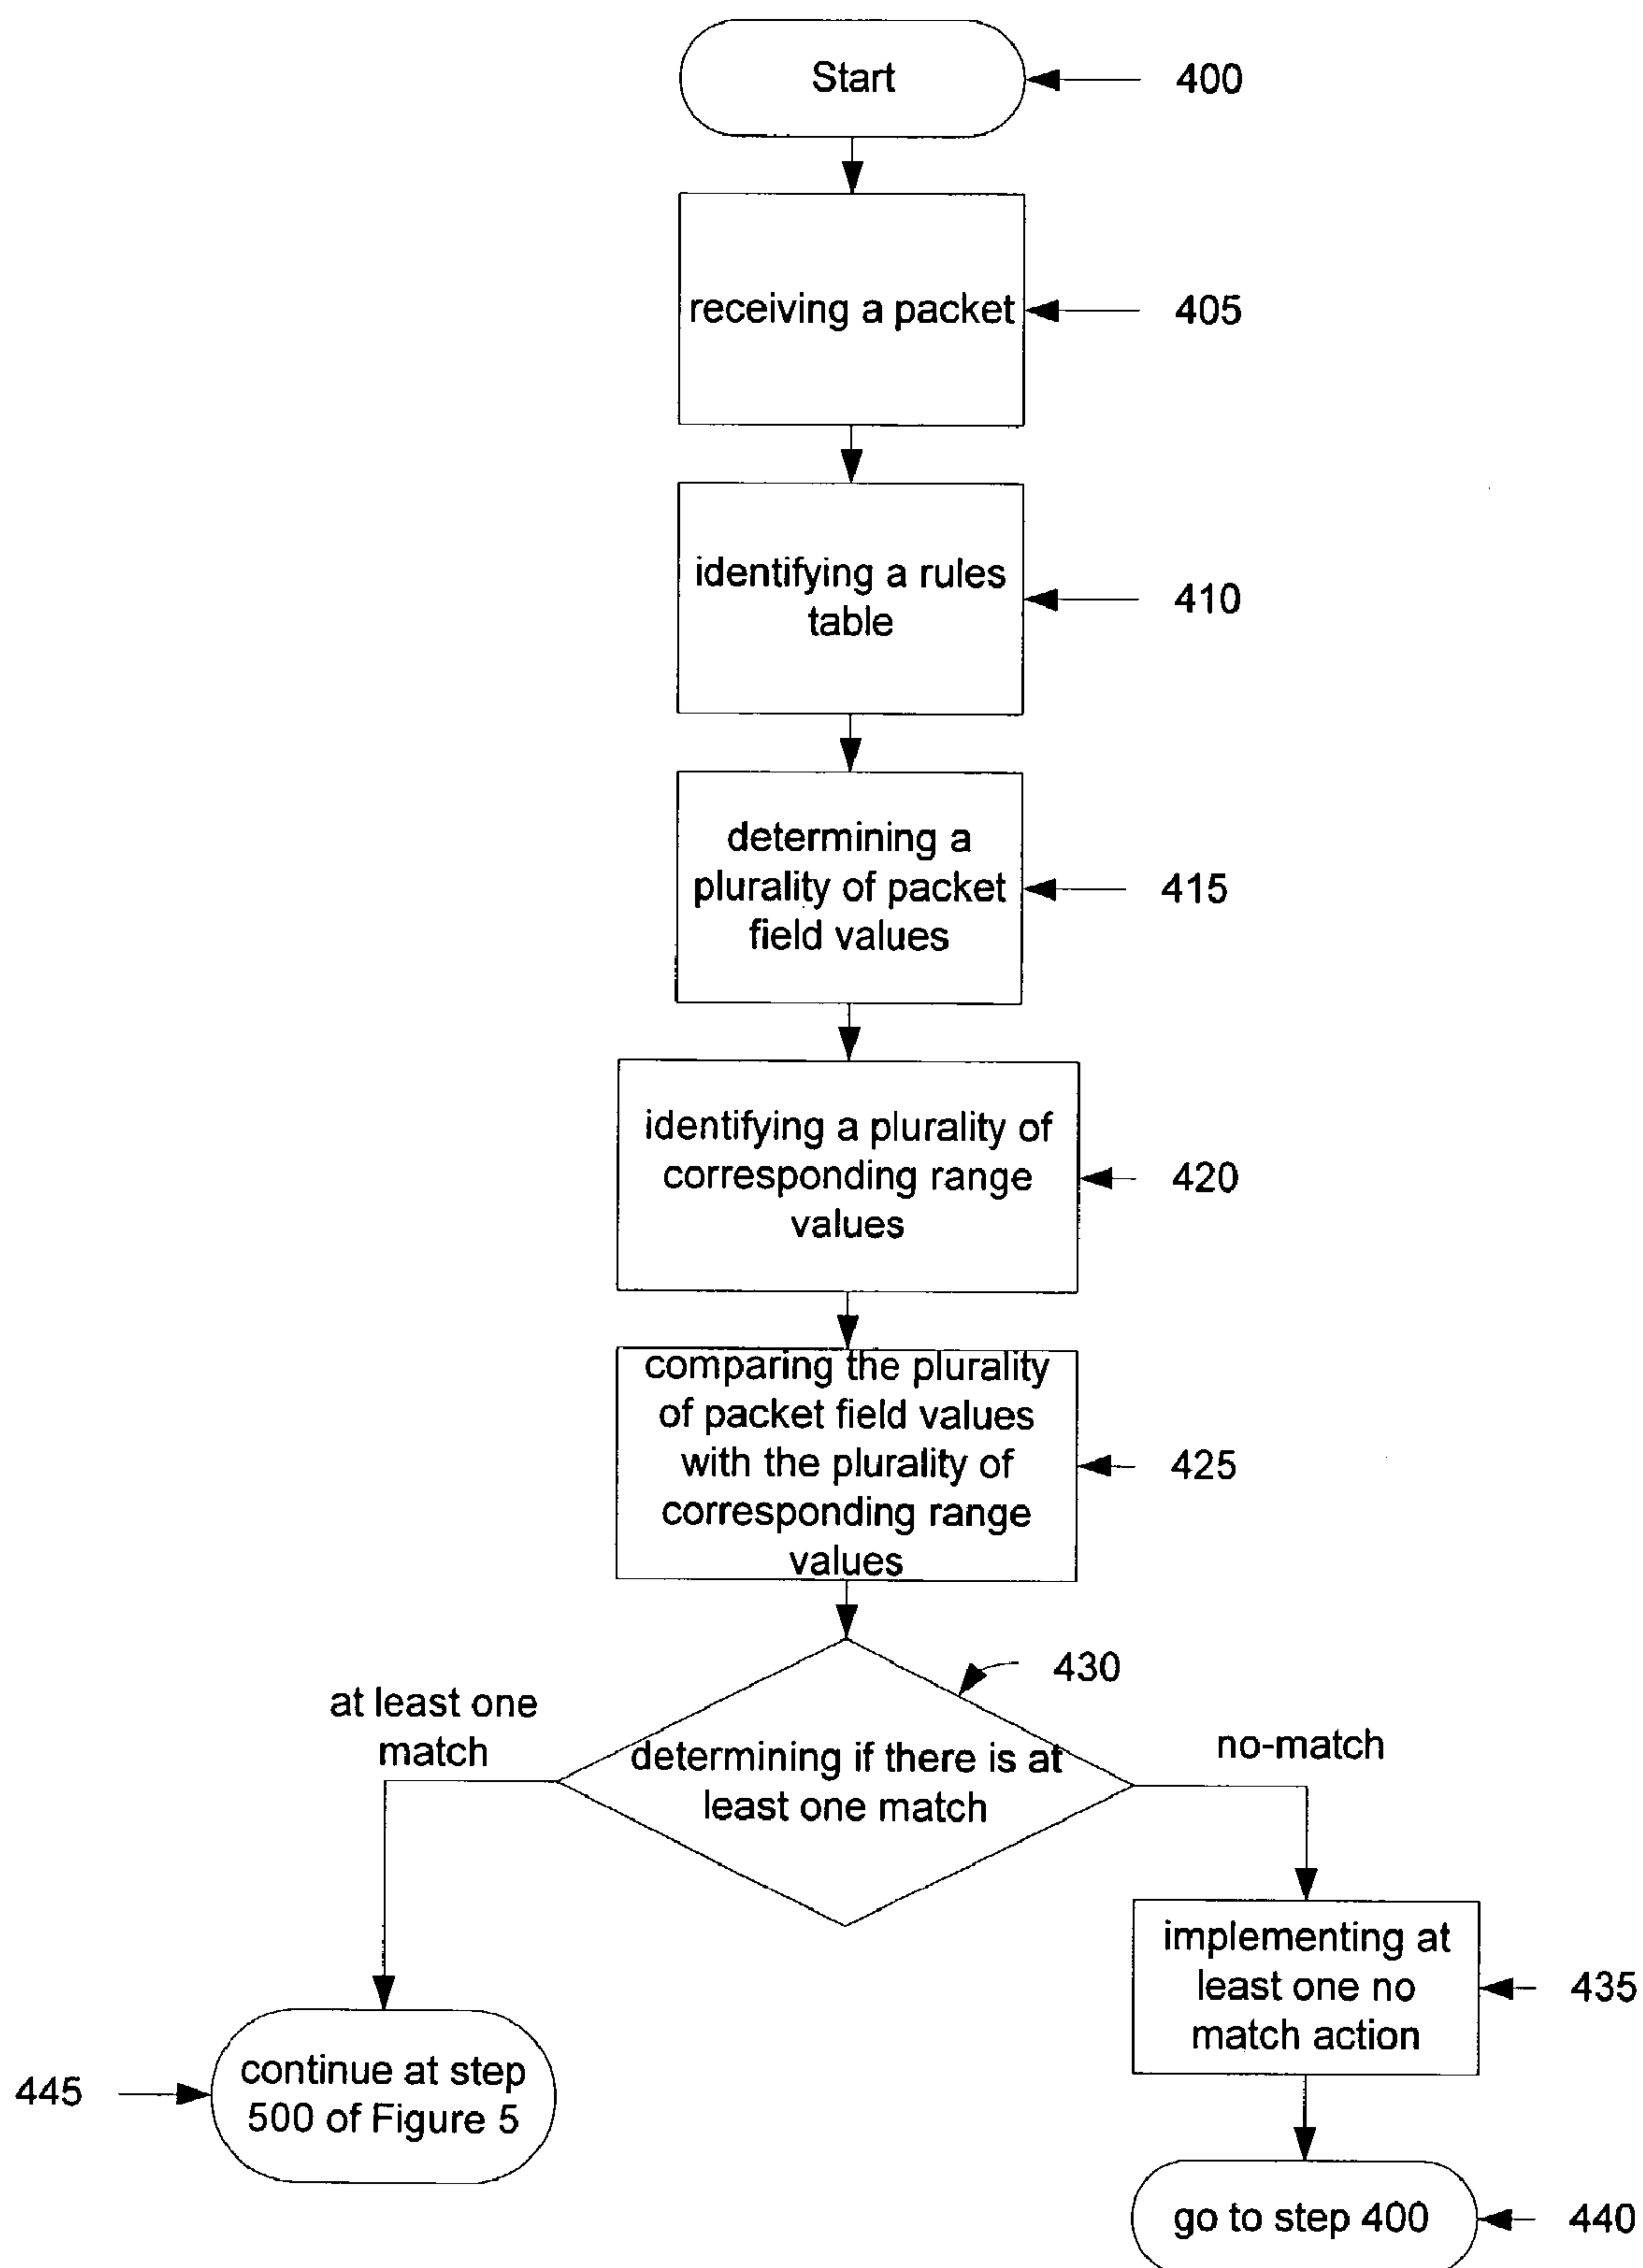 Start
400
receiving a packet
405
identifying a rules
table
410
determining a
plurality of packet
field values
415
identifying a plurality of
corresponding range
values
420
comparing the plurality
of packet field values
with the plurality of
corresponding range
values
425
430
at least one
match
determining if there is at
least one match
no-match
implementing at
least one no
match action
435
445
continue at step
500 of Figure 5
go to step 400
440